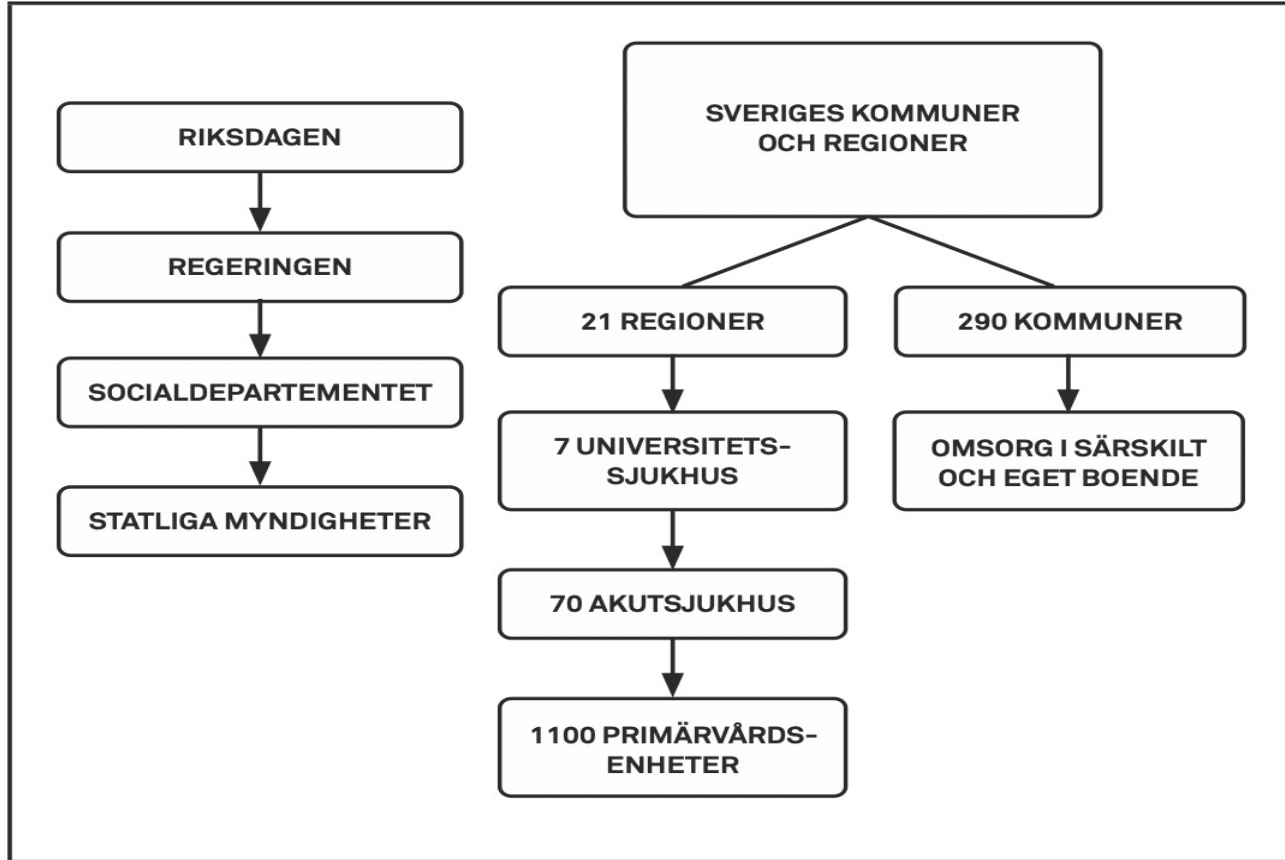 RIKSDAGEN
REGERINGEN
SOCIALDEPARTEMENTET
STATLIGA MYNDIGHETER
SVERIGES KOMMUNER
OCH REGIONER
21 REGIONER
7 UNIVERSITETS-
SJUKHUS
70 AKUTSJUKHUS
1100 PRIMÄRVÅRDS-
ENHETER
290 KOMMUNER
OMSORG I SÄRSKILT
OCH EGET BOENDE